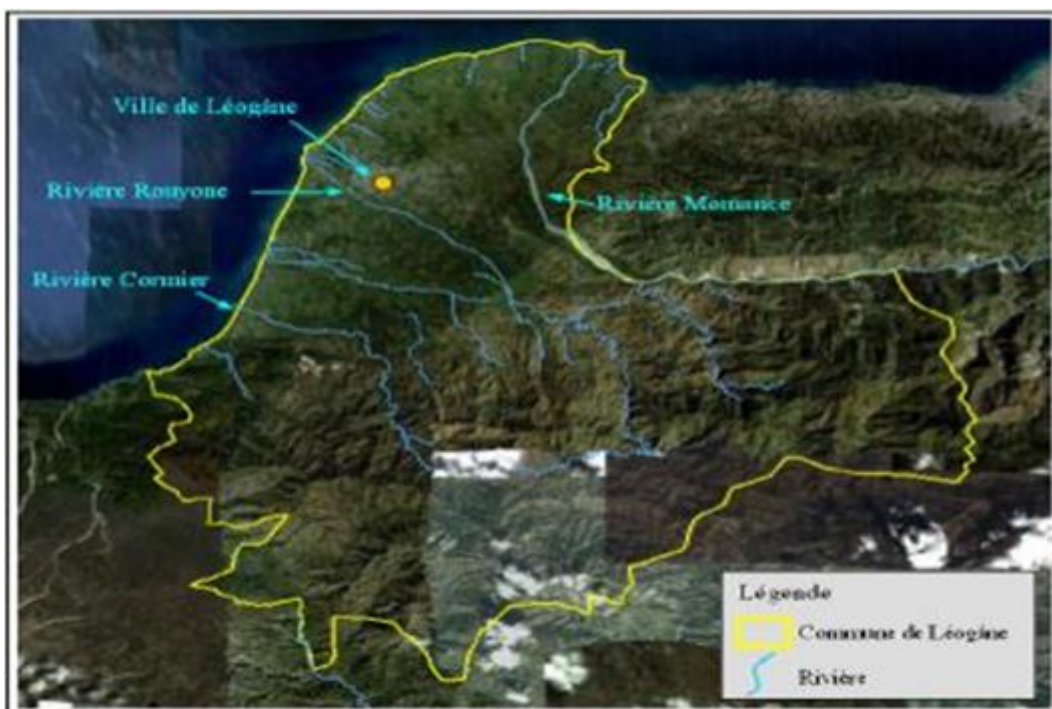 Ville de Léogâne
Rivière Rouyone
Rivière Momance
Rivière Cormier
Légende
Commune de Léogâne
Rivière